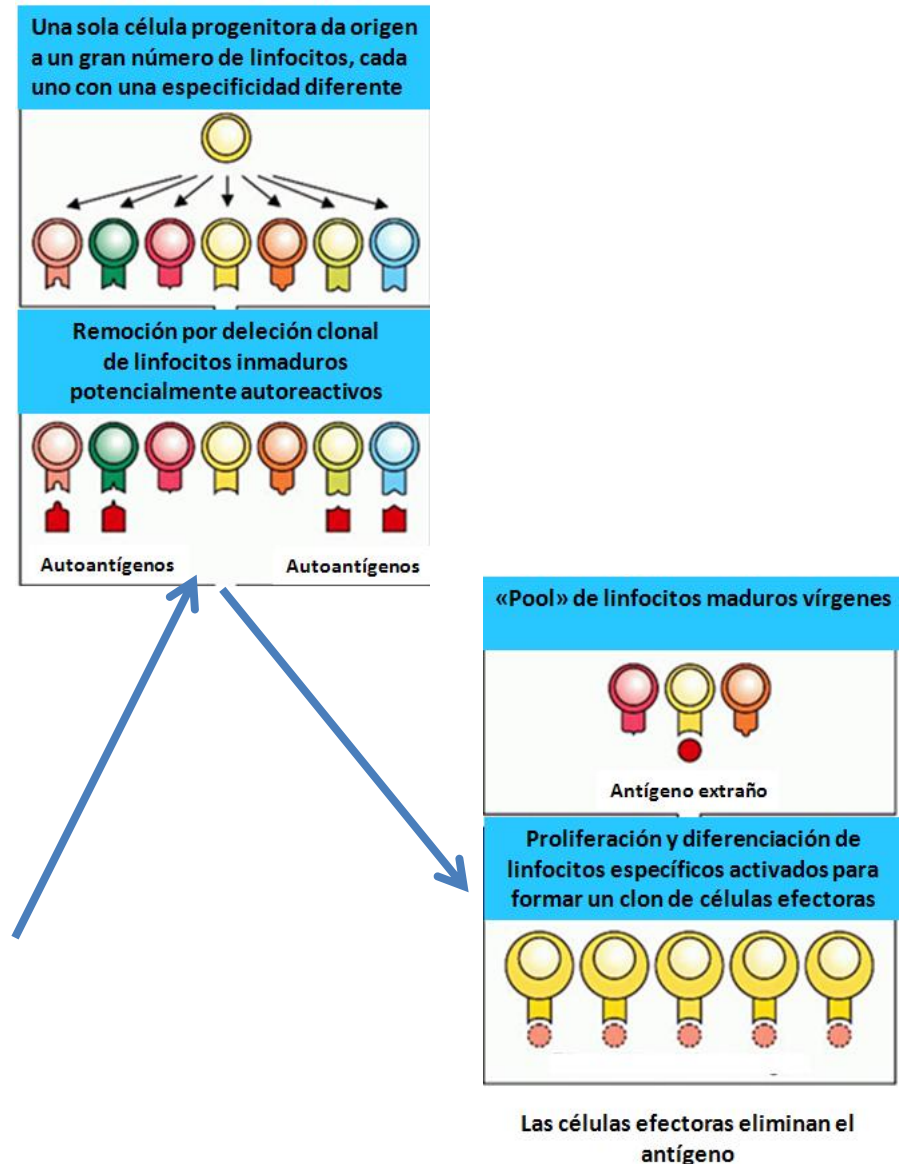 Una sola célula progenitora da origen
a un gran número de linfocitos, cada
uno con una especificidad diferente
Remoción por deleción clonal
de linfocitos inmaduros
potencialmente autoreactivos
Autoantígenos
Autoantígenos
«Pool» de linfocitos maduros vírgenes
Antígeno extraño
Proliferación y diferenciación de
linfocitos específicos activados para
formar un clon de células efectoras
Las células efectoras eliminan el
antígeno